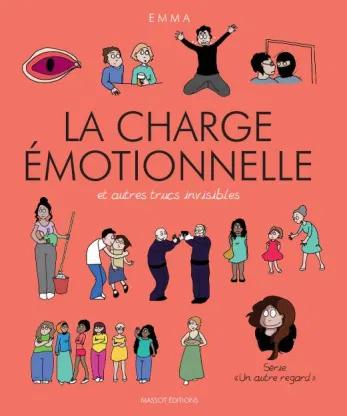 EMMA
LA CHARGE
ÉMOTIONNELLE
et autres trucs invisibles
Série
«Un autre regard»
MASSOT ÉDITIONS